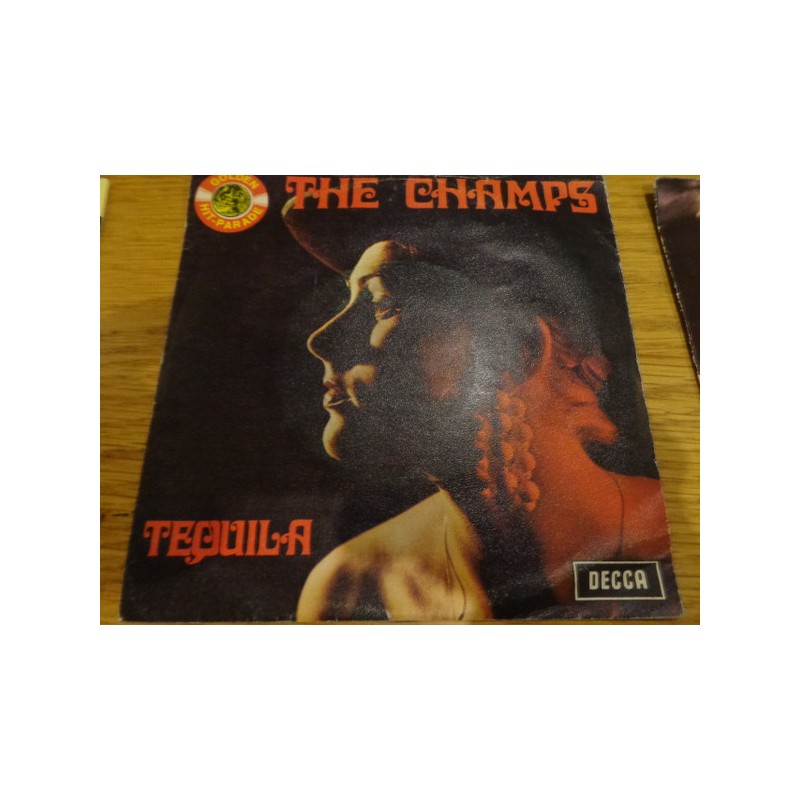 GOLDEN
HIT-PARADE
THE CHAMPS
TEQUILA
DECCA